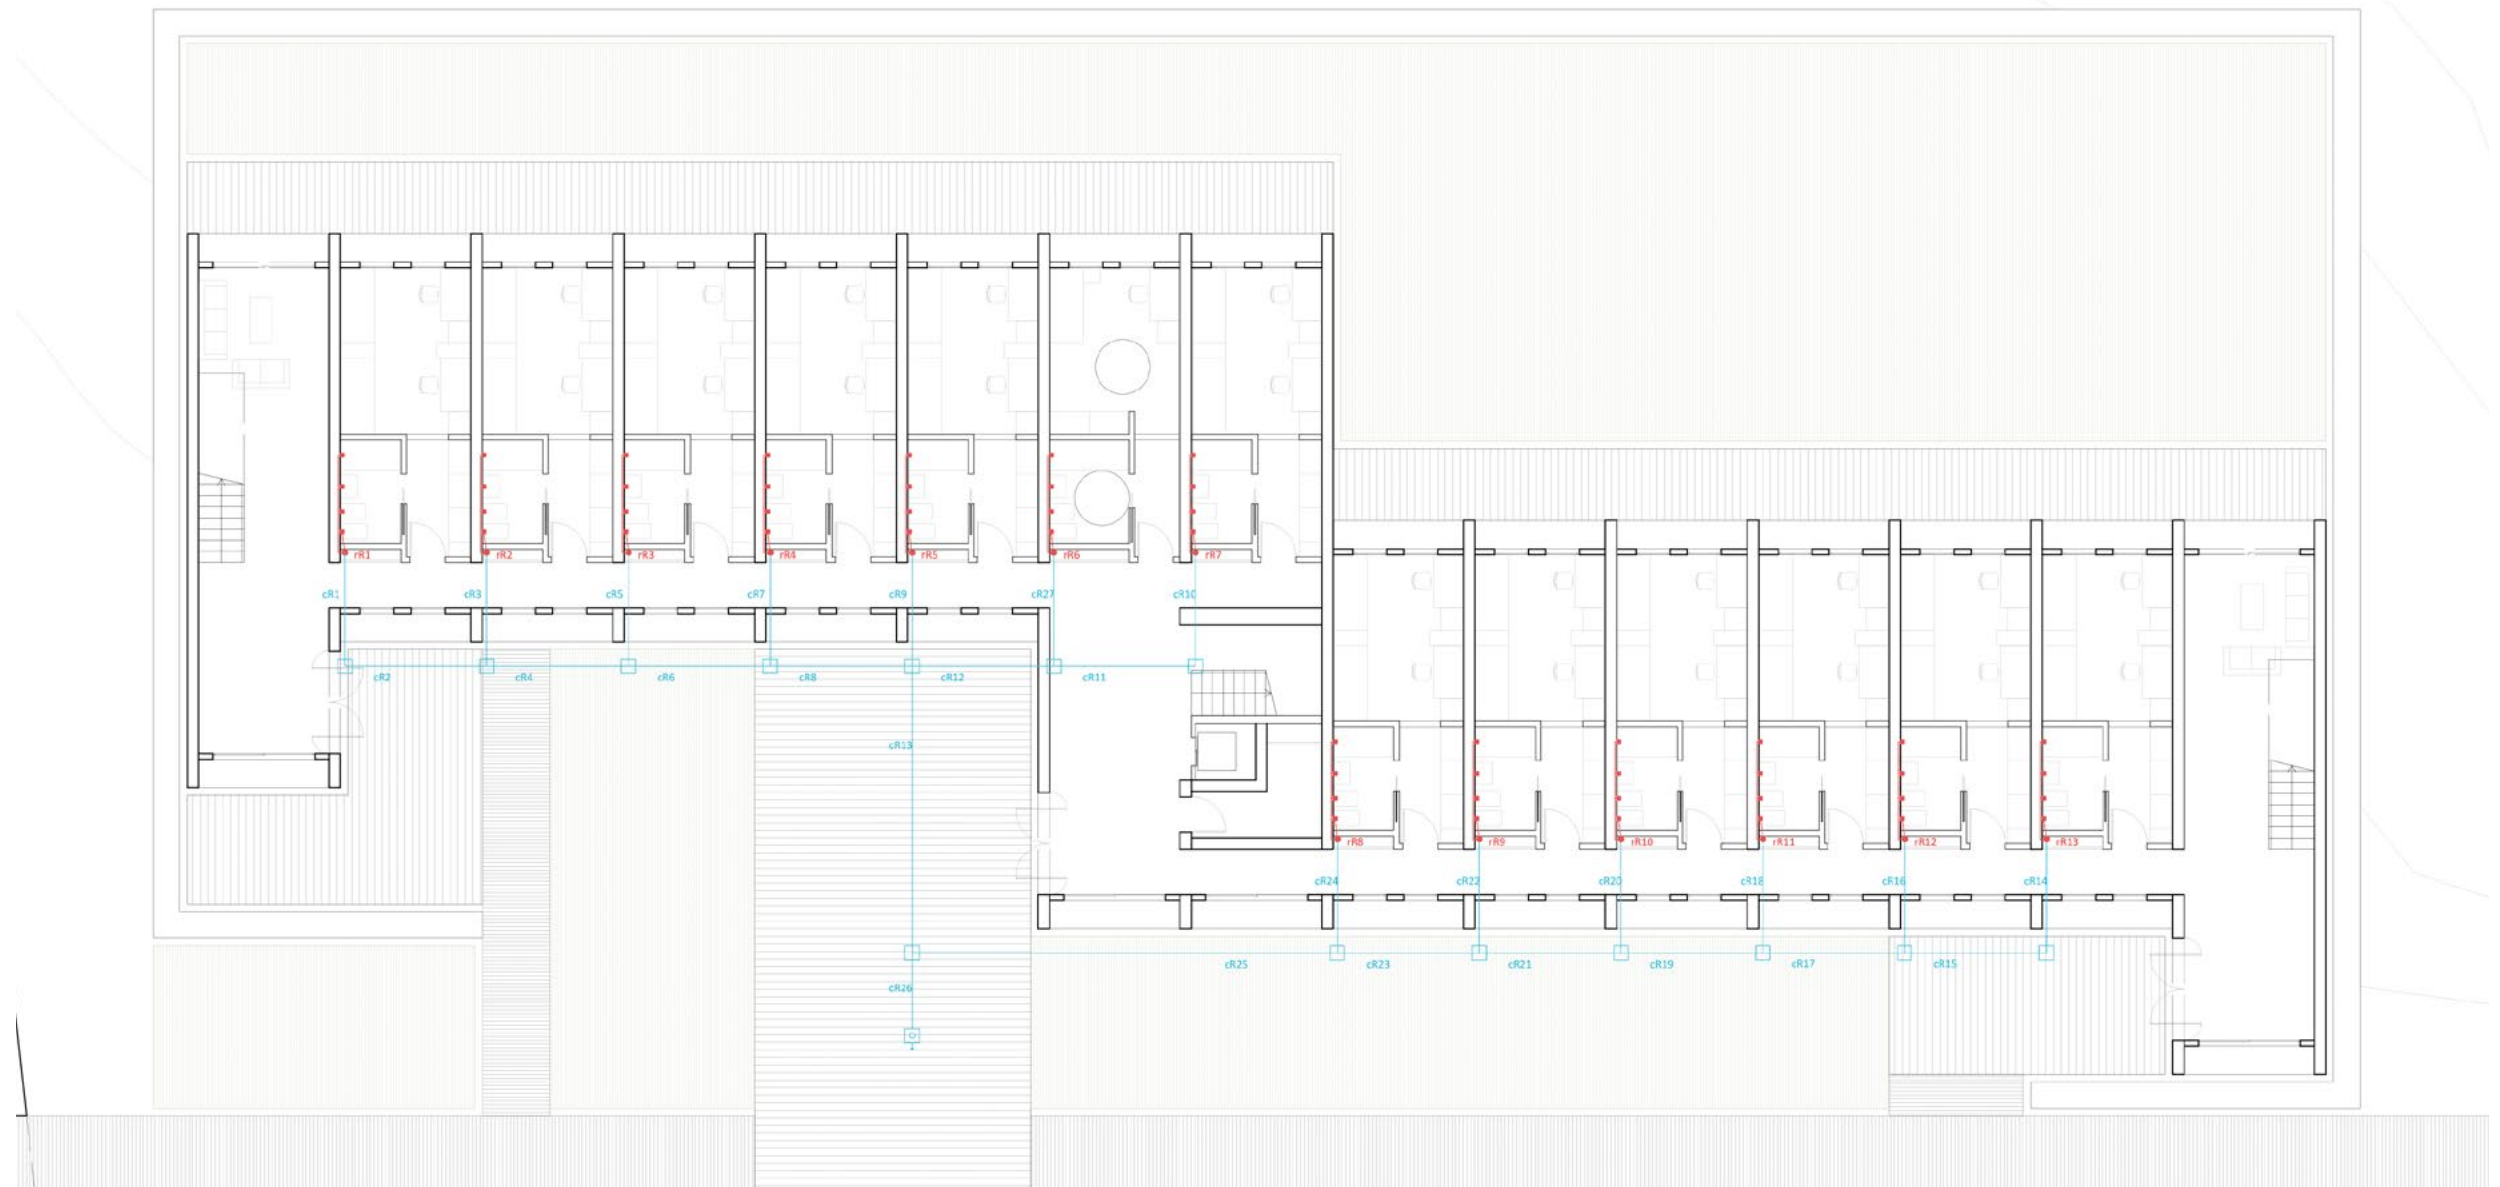 rR1 rR2 rR3 rR4 rR5 rR6 rR7
cR1 cR3 cR5 cR7 cR9 cR27 cR10
cR2 cR4 cR6 cR8 cR12 cR11
cR13
rR8 rR9 rR10 rR11 rR12 rR13
cR24 cR22 cR20 cR18 cR16 cR14
cR25 cR23 cR21 cR19 cR17 cR15
cR26